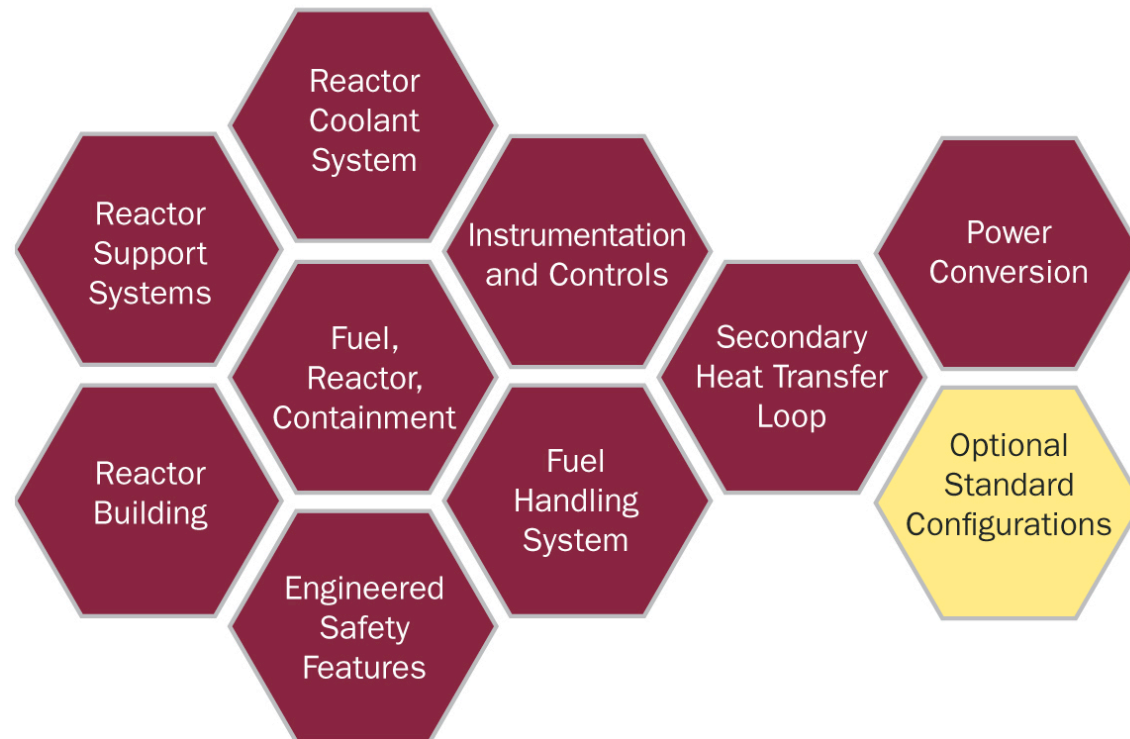 Reactor
Coolant
System
Reactor
Support
Systems
Instrumentation
and Controls
Power
Conversion
Fuel,
Reactor,
Containment
Secondary
Heat Transfer
Loop
Reactor
Building
Fuel
Handling
System
Optional
Standard
Configurations
Engineered
Safety
Features